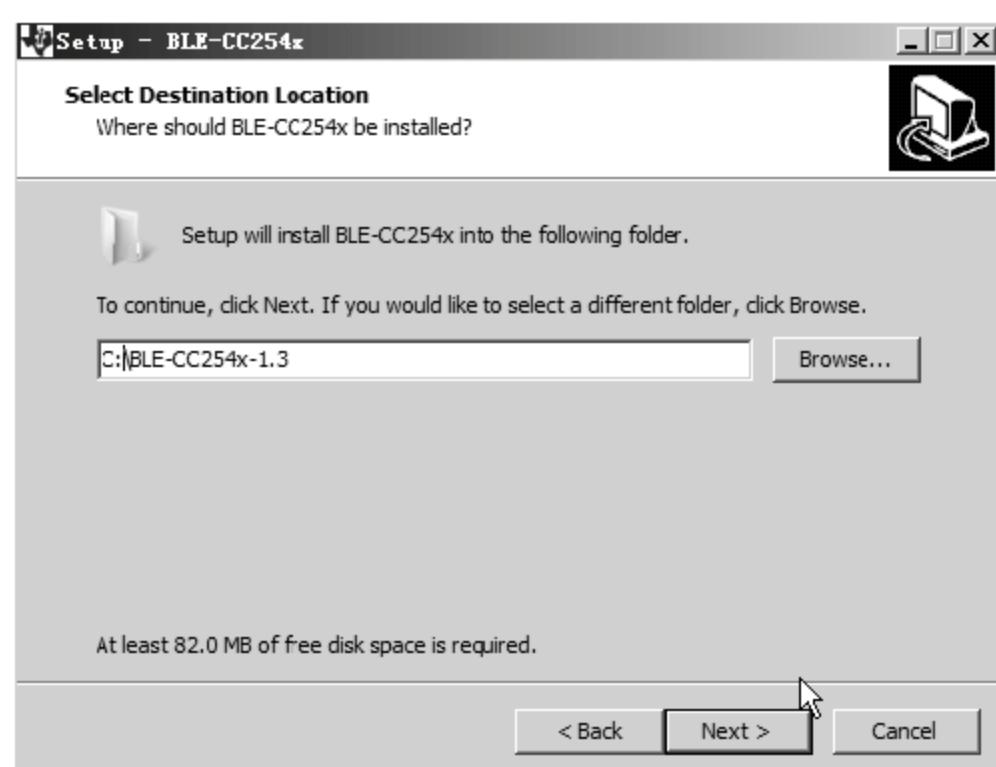 Setup - BLE-CC254x
Select Destination Location
Where should BLE-CC254x be installed?
Setup will install BLE-CC254x into the following folder.
To continue, click Next. If you would like to select a different folder, click Browse.
C:\BLE-CC254x-1.3
Browse...
At least 82.0 MB of free disk space is required.
< Back
Next >
Cancel